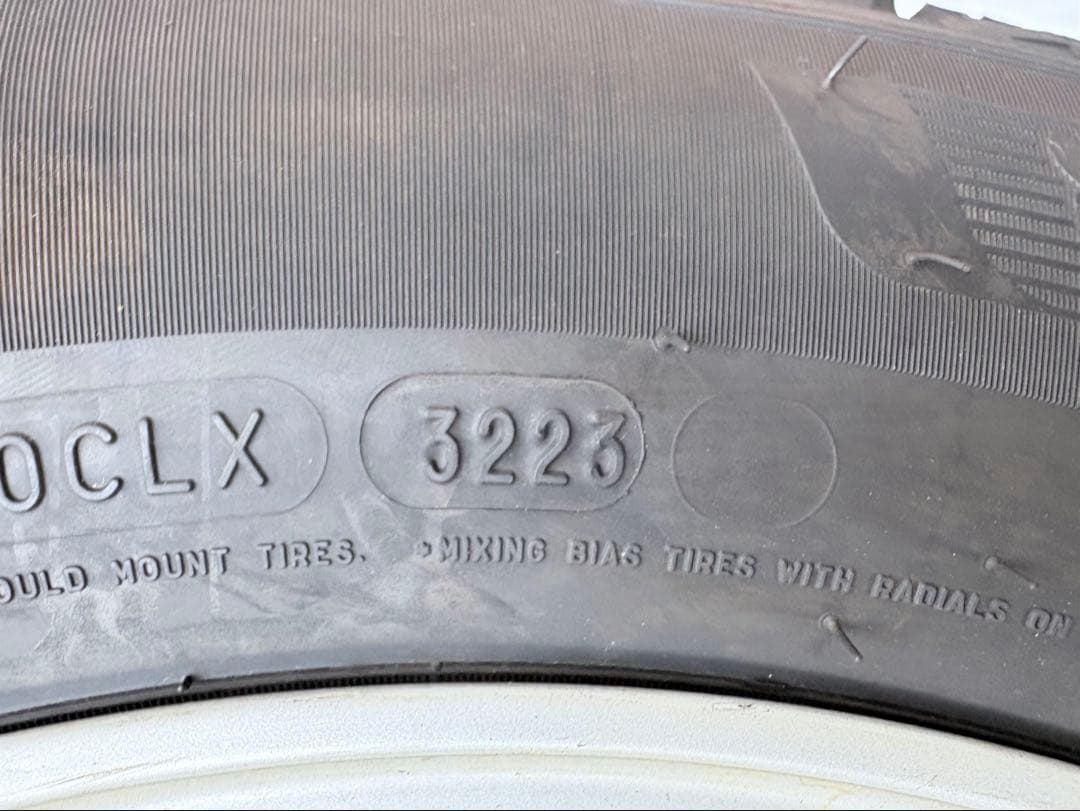 0CLX 3223
OULD MOUNT TIRES. •MIXING BIAS TIRES WITH RADIALS ON